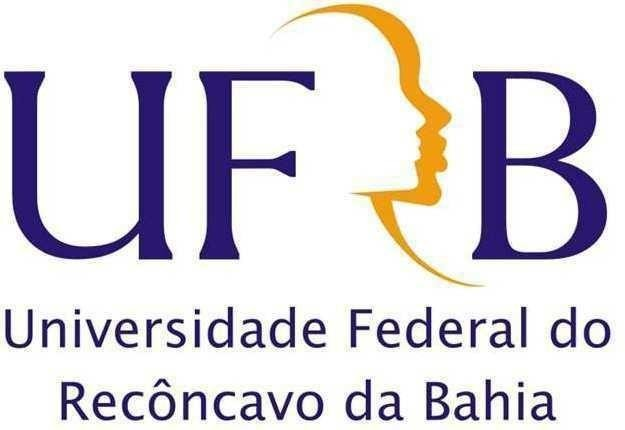 UFRB
Universidade Federal do
Recôncavo da Bahia